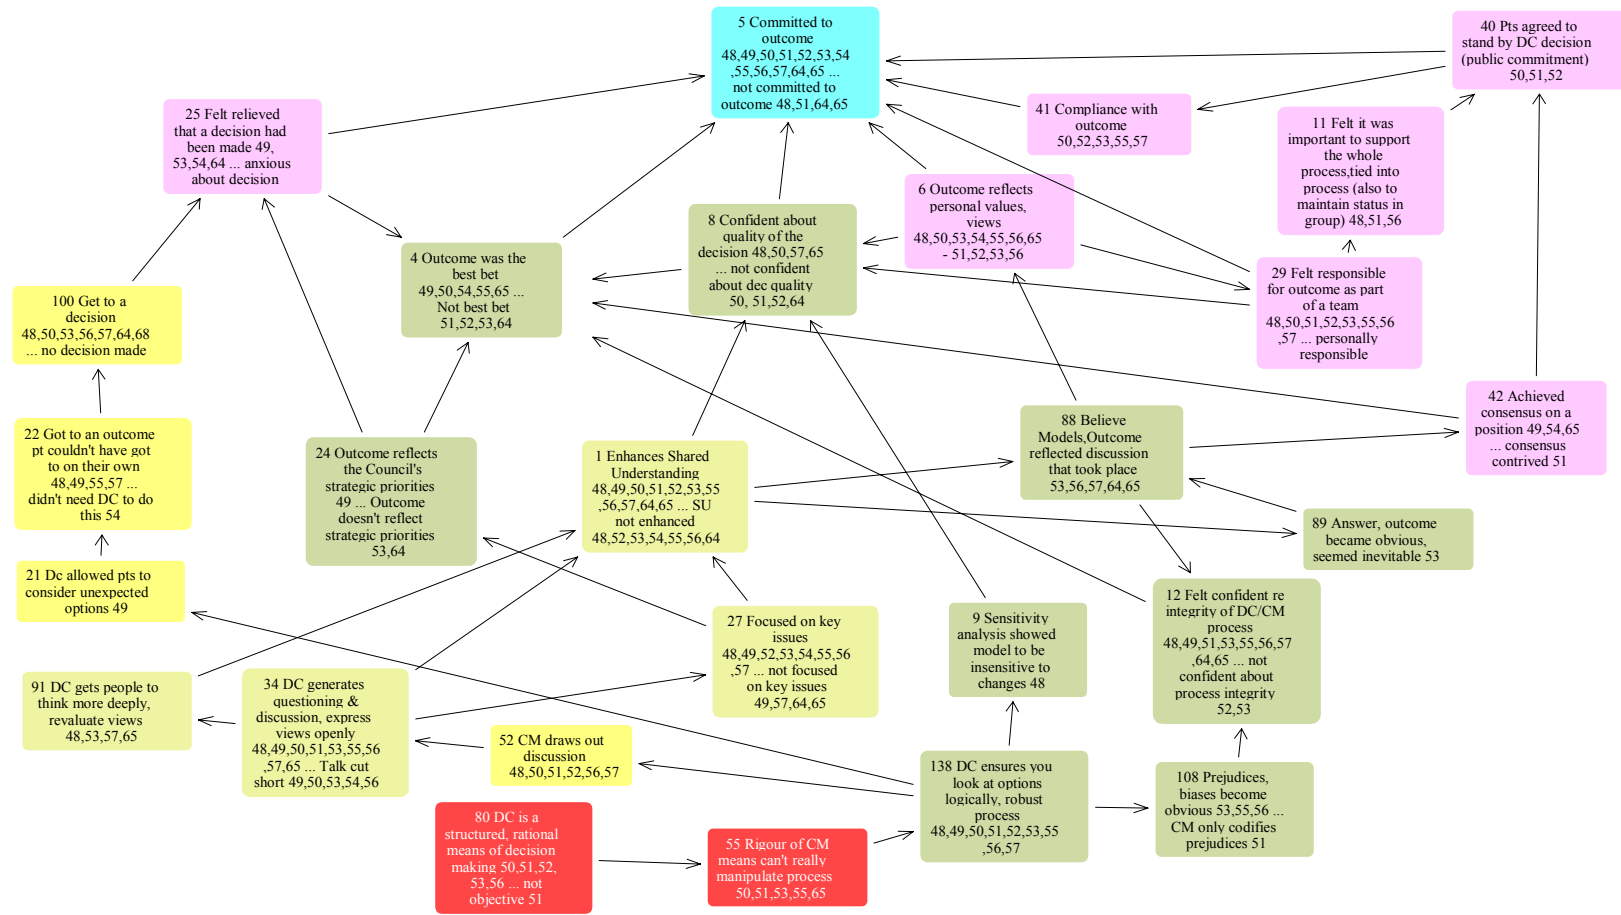 5 Committed to
outcome
48,49,50,51,52,53,54
,55,56,57,64,65 ...
not committed to
outcome 48,51,64,65
40 Pts agreed to
stand by DC decision
(public commitment)
50,51,52
25 Felt relieved
that a decision had
been made 49,
53,54,64 ... anxious
about decision
41 Compliance with
outcome
50,52,53,55,57
11 Felt it was
important to support
the whole
process,tied into
process (also to
maintain status in
group) 48,51,56
6 Outcome reflects
personal values,
views
48,50,53,54,55,56,65
- 51,52,53,56
8 Confident about
quality of the
decision 48,50,57,65
... not confident
about dec quality
50, 51,52,64
4 Outcome was the
best bet
49,50,54,55,65 ...
Not best bet
51,52,53,64
29 Felt responsible
for outcome as part
of a team
48,50,51,52,53,55,56
,57 ... personally
responsible
100 Get to a
decision
48,50,53,56,57,64,68
... no decision made
42 Achieved
consensus on a
position 49,54,65
... consensus
contrived 51
88 Believe
Models,Outcome
reflected discussion
that took place
53,56,57,64,65
22 Got to an outcome
pt couldn't have got
to on their own
48,49,55,57 ...
didn't need DC to do
this 54
24 Outcome reflects
the Council's
strategic priorities
49 ... Outcome
doesn't reflect
strategic priorities
53,64
1 Enhances Shared
Understanding
48,49,50,51,52,53,55
,56,57,64,65 ... SU
not enhanced
48,52,53,54,55,56,64
89 Answer, outcome
became obvious,
seemed inevitable 53
21 Dc allowed pts to
consider unexpected
options 49
12 Felt confident re
integrity of DC/CM
process
48,49,51,53,55,56,57
,64,65 ... not
confident about
process integrity
52,53
27 Focused on key
issues
48,49,52,53,54,55,56
,57 ... not focused
on key issues
49,57,64,65
9 Sensitivity
analysis showed
model to be
insensitive to
changes 48
91 DC gets people to
think more deeply,
revaluate views
48,53,57,65
34 DC generates
questioning &
discussion, express
views openly
48,49,50,51,53,55,56
,57,65 ... Talk cut
short 49,50,53,54,56
52 CM draws out
discussion
48,50,51,52,56,57
138 DC ensures you
look at options
logically, robust
process
48,49,50,51,52,53,55
,56,57
108 Prejudices,
biases become
obvious 53,55,56 ...
CM only codifies
prejudices 51
80 DC is a
structured, rational
means of decision
making 50,51,52,
53,56 ... not
objective 51
55 Rigour of CM
means can't really
manipulate process
50,51,53,55,65